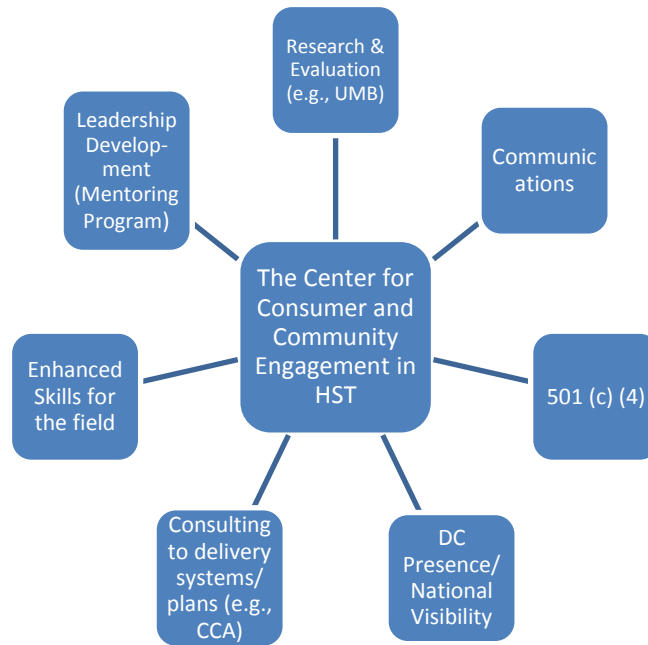 Research &
Evaluation
(e.g., UMB)
Leadership
Develop-
ment
(Mentoring
Program)
Communic
ations
The Center for
Consumer and
Community
Engagement in
HST
Enhanced
Skills for
the field
501 (c) (4)
Consulting
to delivery
systems/
plans (e.g.,
CCA)
DC
Presence/
National
Visibility